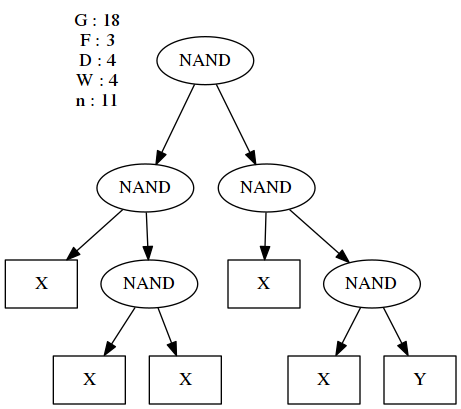 G : 18
F : 3
D : 4
W : 4
n : 11
NAND
NAND NAND
X NAND X NAND
X X X Y